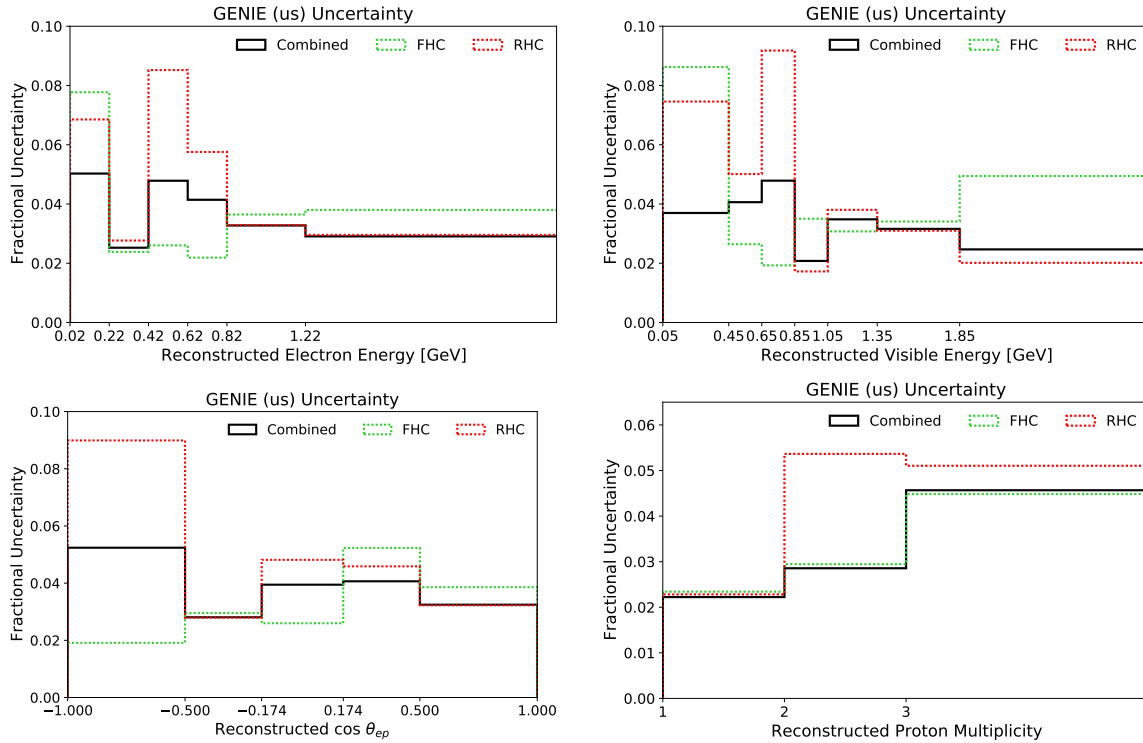 GENIE (us) Uncertainty
Combined FHC RHC
Fractional Uncertainty
0.10
0.08
0.06
0.04
0.02
0.00
0.02 0.22 0.42 0.62 0.82 1.22
Reconstructed Electron Energy [GeV]
GENIE (us) Uncertainty
Combined FHC RHC
Fractional Uncertainty
0.10
0.08
0.06
0.04
0.02
0.00
0.05 0.45 0.65 0.85 1.05 1.35 1.85
Reconstructed Visible Energy [GeV]
GENIE (us) Uncertainty
Combined FHC RHC
Fractional Uncertainty
0.10
0.08
0.06
0.04
0.02
0.00
−1.000 −0.500 −0.174 0.174 0.500 1.000
Reconstructed cos θep
GENIE (us) Uncertainty
Combined FHC RHC
Fractional Uncertainty
0.06
0.05
0.04
0.03
0.02
0.01
0.00
1 2 3
Reconstructed Proton Multiplicity